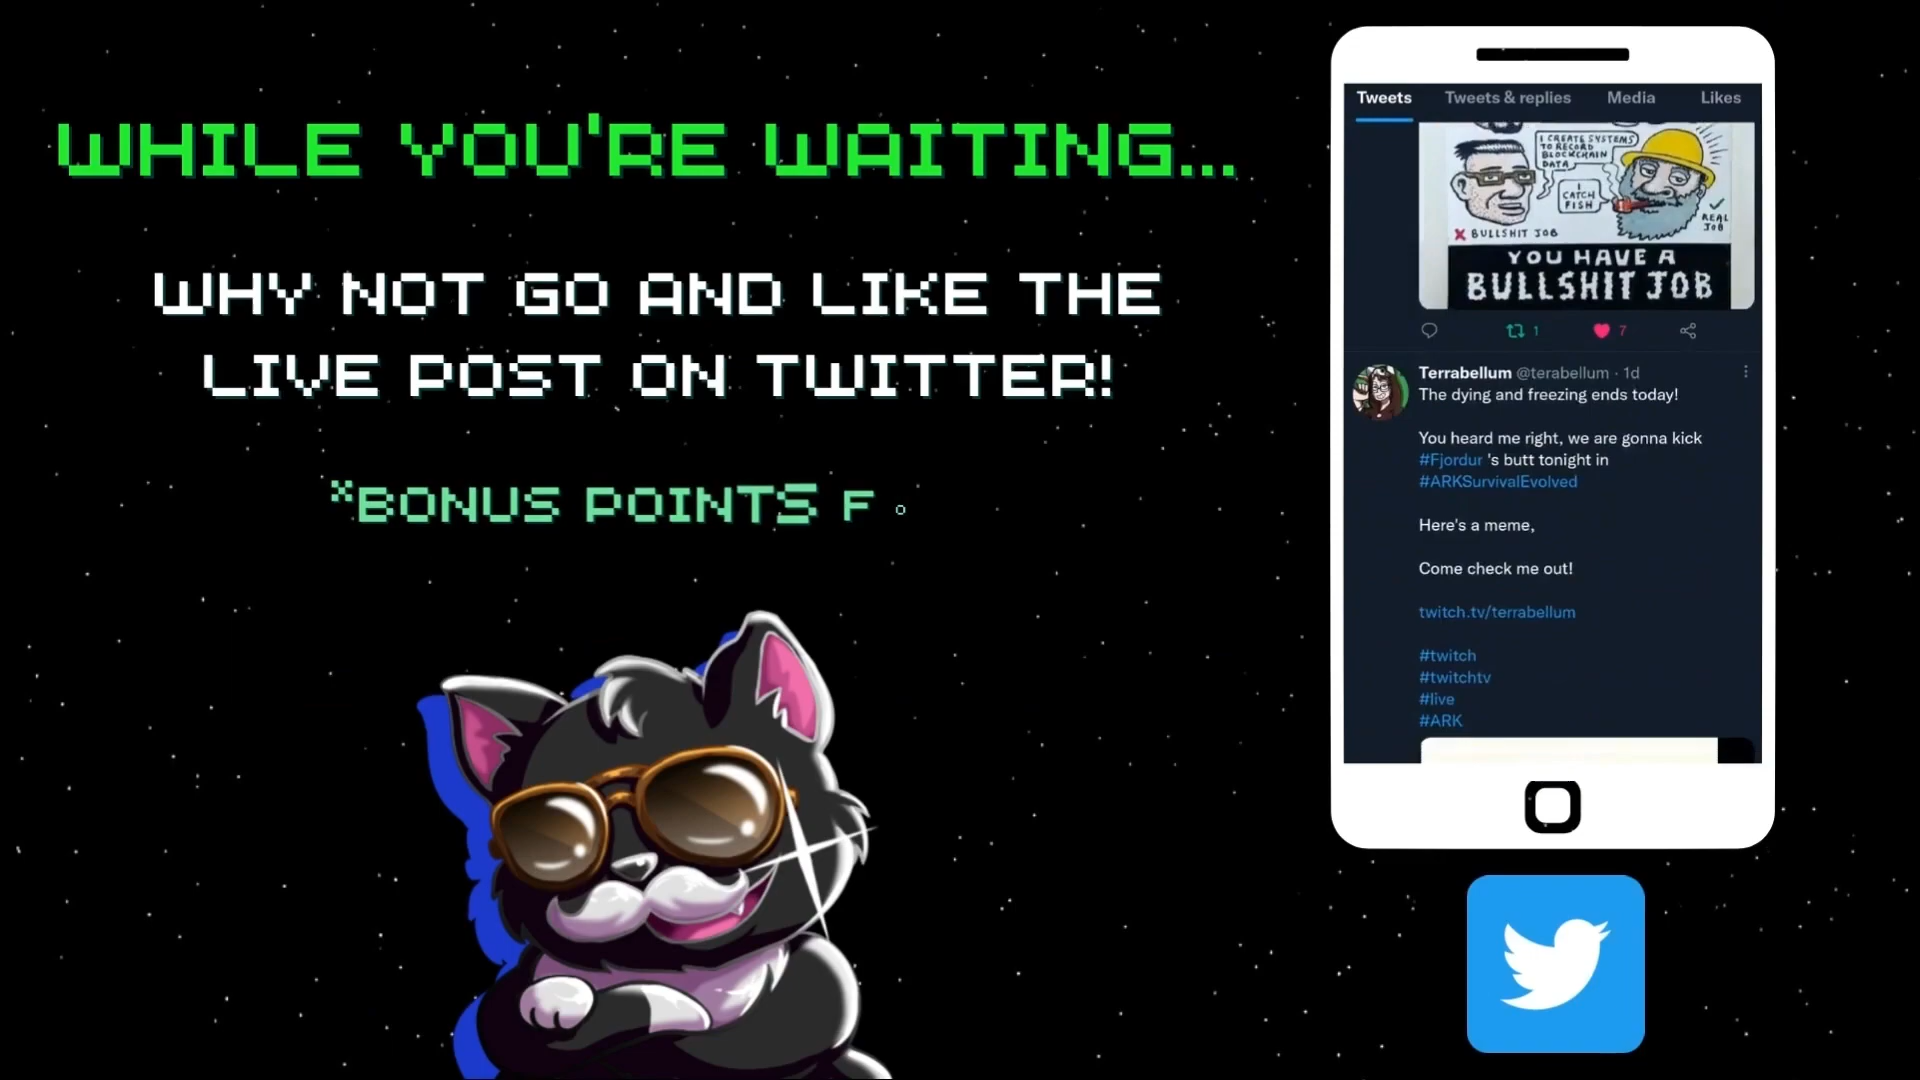 WHILE YOU'RE WAITING...
WHY NOT GO AND LIKE THE
LIVE POST ON TWITTER!
*BONUS POINTS F o
Tweets Tweets & replies Media Likes
I CREATE SYSTEMS
TO RECORD
BLOCKCHAIN
DATA
I
CATCH
FISH
✓
REAL
JOB
X BULLSHIT JOB
YOU HAVE A
BULLSHIT JOB
1 7
Terrabellum @terabellum · 1d
The dying and freezing ends today!
You heard me right, we are gonna kick
#Fjordur 's butt tonight in
#ARKSurvivalEvolved
Here's a meme,
Come check me out!
twitch.tv/terrabellum
#twitch
#twitchtv
#live
#ARK